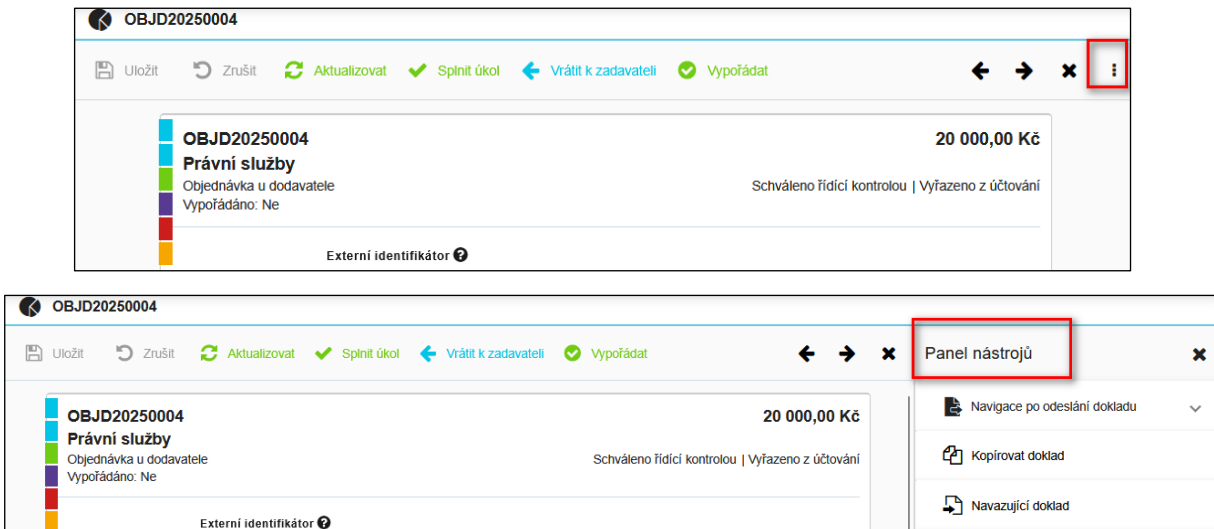 OBJD20250004
Uložit Zrušit Aktualizovat Splnit úkol Vrátit k zadavateli Vypořádat
OBJD20250004 20 000,00 Kč
Právní služby
Objednávka u dodavatele Schváleno řídící kontrolou | Vyřazeno z účtování
Vypořádáno: Ne
Externí identifikátor
OBJD20250004
Uložit Zrušit Aktualizovat Splnit úkol Vrátit k zadavateli Vypořádat Panel nástrojů
Navigace po odeslání dokladu
OBJD20250004 20 000,00 Kč
Právní služby
Kopírovat doklad
Objednávka u dodavatele Schváleno řídící kontrolou | Vyřazeno z účtování
Vypořádáno: Ne
Navazující doklad
Externí identifikátor